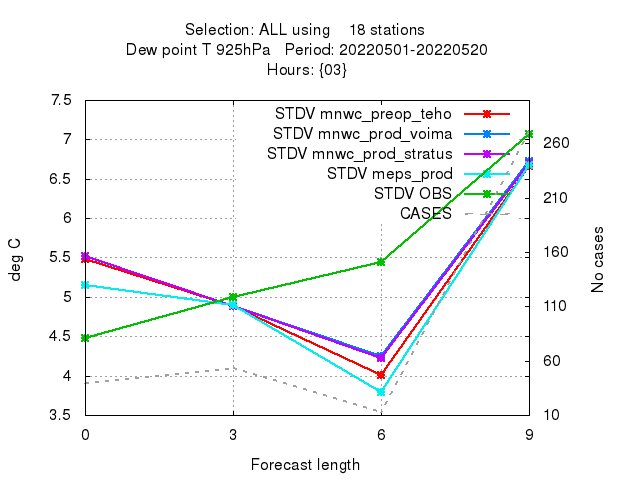 Selection: ALL using 18 stations
Dew point T 925hPa Period: 20220501-20220520
Hours: {03}
STDV mnwc_preop_teho
STDV mnwc_prod_voima
STDV mnwc_prod_stratus
STDV meps_prod
STDV OBS
CASES
7.5
7
6.5
6
5.5
5
4.5
4
3.5
deg C
260
210
160
110
60
10
No cases
0 3 6 9
Forecast length